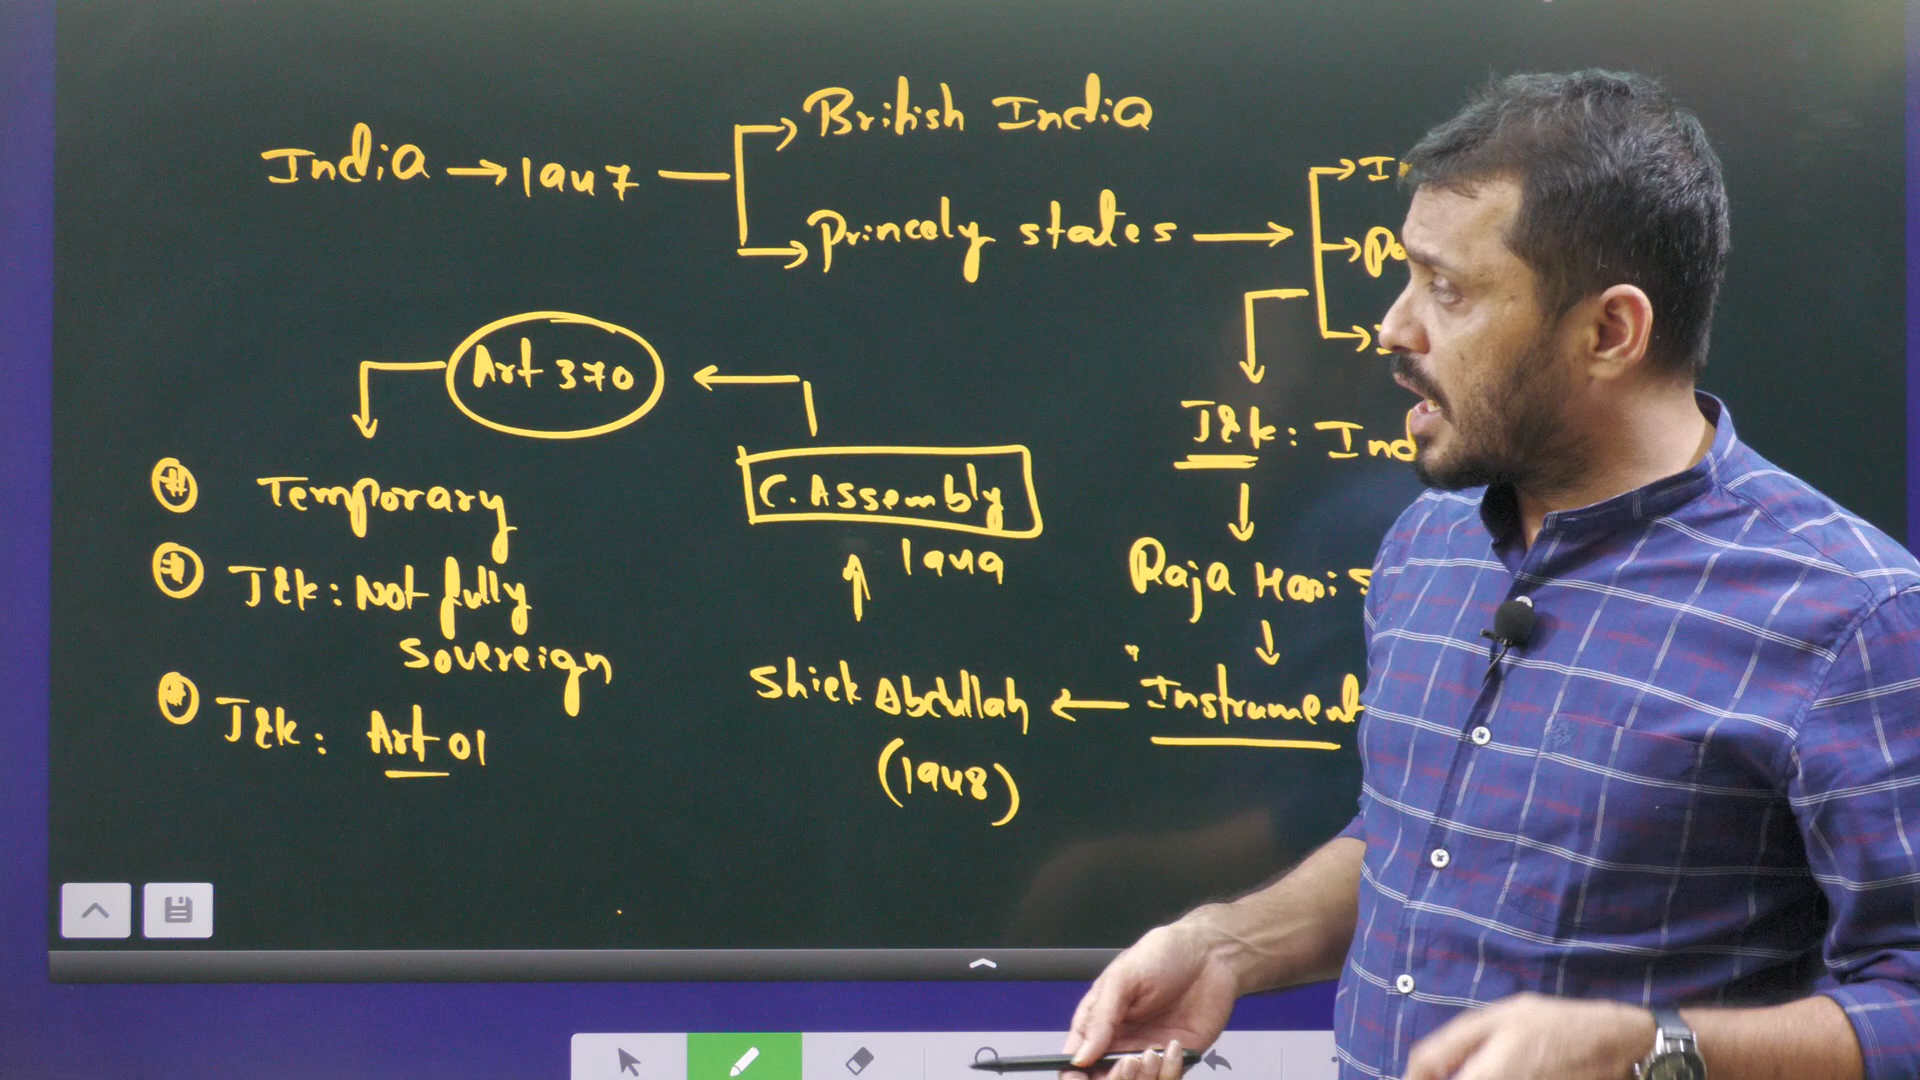 British India
India → 1947
Princely states
Art 370
J&k: Ind
Temporary
C. Assembly
1949
J&k: Not fully
sovereign
Raja Hari S
Shiek Abdullah ← Instrument
J&k: Art 01
(1948)